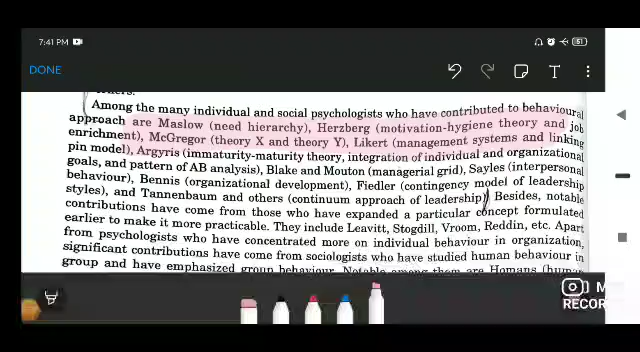 7:41 PM
51
DONE
T
others.
Among the many individual and social psychologists who have contributed to behavioural
approach are Maslow (need hierarchy), Herzberg (motivation-hygiene theory and job
enrichment), McGregor (theory X and theory Y), Likert (management systems and linking
pin model), Argyris (immaturity-maturity theory, integration of individual and organizational
goals, and pattern of AB analysis), Blake and Mouton (managerial grid), Sayles (interpersonal
behaviour), Bennis (organizational development), Fiedler (contingency model of leadership
styles), and Tannenbaum and others (continuum approach of leadership) Besides, notable
contributions have come from those who have expanded a particular concept formulated
earlier to make it more practicable. They include Leavitt, Stogdill, Vroom, Reddin, etc. Apart
from psychologists who have concentrated more on individual behaviour in organization,
significant contributions have come from sociologists who have studied human behaviour in
group and have emphasized group behaviour. Notable among them are Homans (human
RECOR